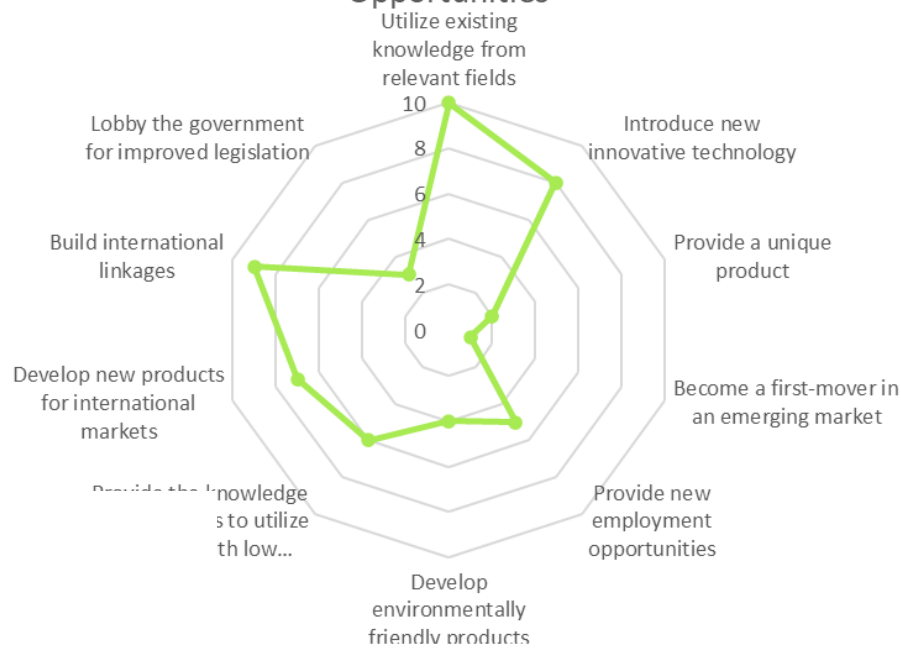 Opportunities
Utilize existing
knowledge from
relevant fields
10
8
6
4
2
0
Introduce new
innovative technology
Provide a unique
product
Become a first-mover in
an emerging market
Provide new
employment
opportunities
Develop
environmentally
friendly products
Provide the knowledge
s to utilize
th low...
Develop new products
for international
markets
Build international
linkages
Lobby the government
for improved legislation